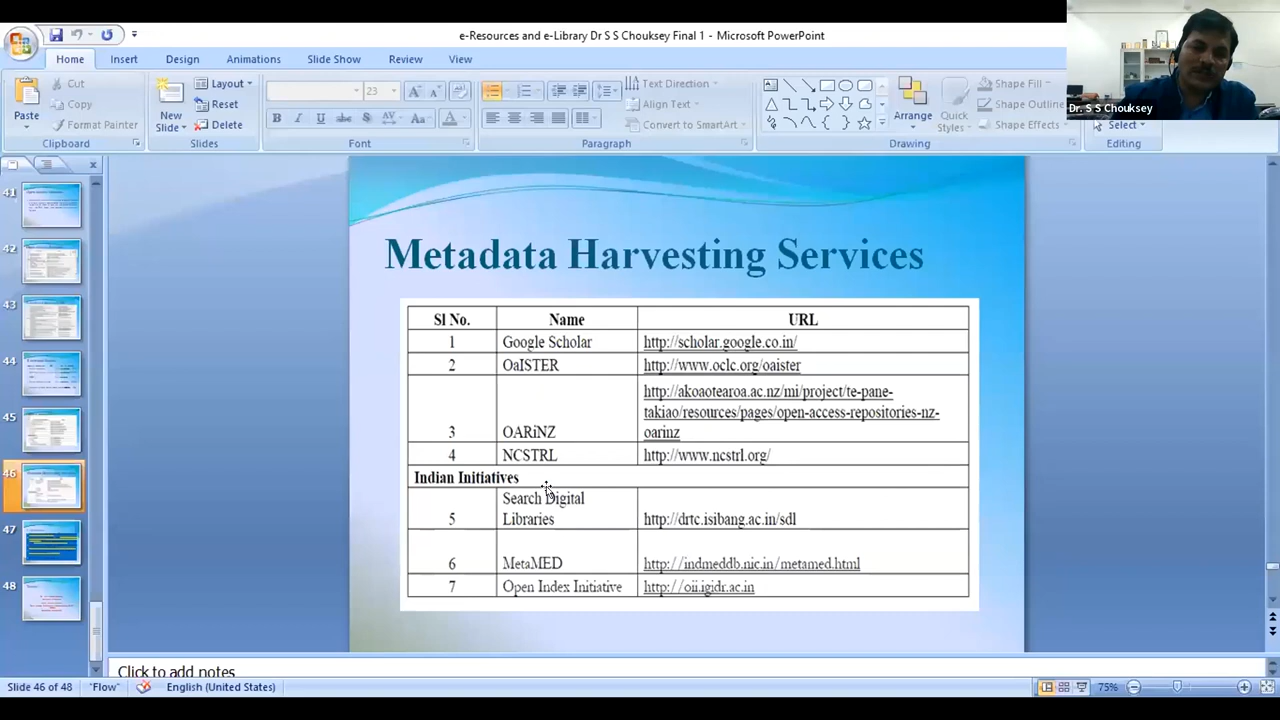 e-Resources and e-Library Dr S S Chouksey Final 1 - Microsoft PowerPoint
Home Insert Design Slide Show Animations Review View
Cut
Copy
Format Painter
Paste
Clipboard
New
Slide
Layout
Reset
Delete
Slides
23
Font
Text Direction
Align Text
Convert to SmartArt
Paragraph
Arrange
Quick
Styles
Shape Fill
Shape Outline
Shape Effects
Drawing
Select
Editing
Dr. S S Chouksey
41
42
43
44
45
46
47
48
Metadata Harvesting Services
Sl No. Name URL
1 Google Scholar http://scholar.google.co.in/
2 OaISTER http://www.oclc.org/oaister
http://akoaotearoa.ac.nz/mi/project/te-pane-
takiao/resources/pages/open-access-repositories-nz-
3 OARiNZ oarinz
4 NCSTRL http://www.ncstrl.org/
Indian Initiatives
Search Digital
5 Libraries http://drtc.isibang.ac.in/sdl
6 MetaMED http://indmeddb.nic.in/metamed.html
7 Open Index Initiative http://oii.igidr.ac.in
Click to add notes
Slide 46 of 48 "Flow" English (United States) 75%